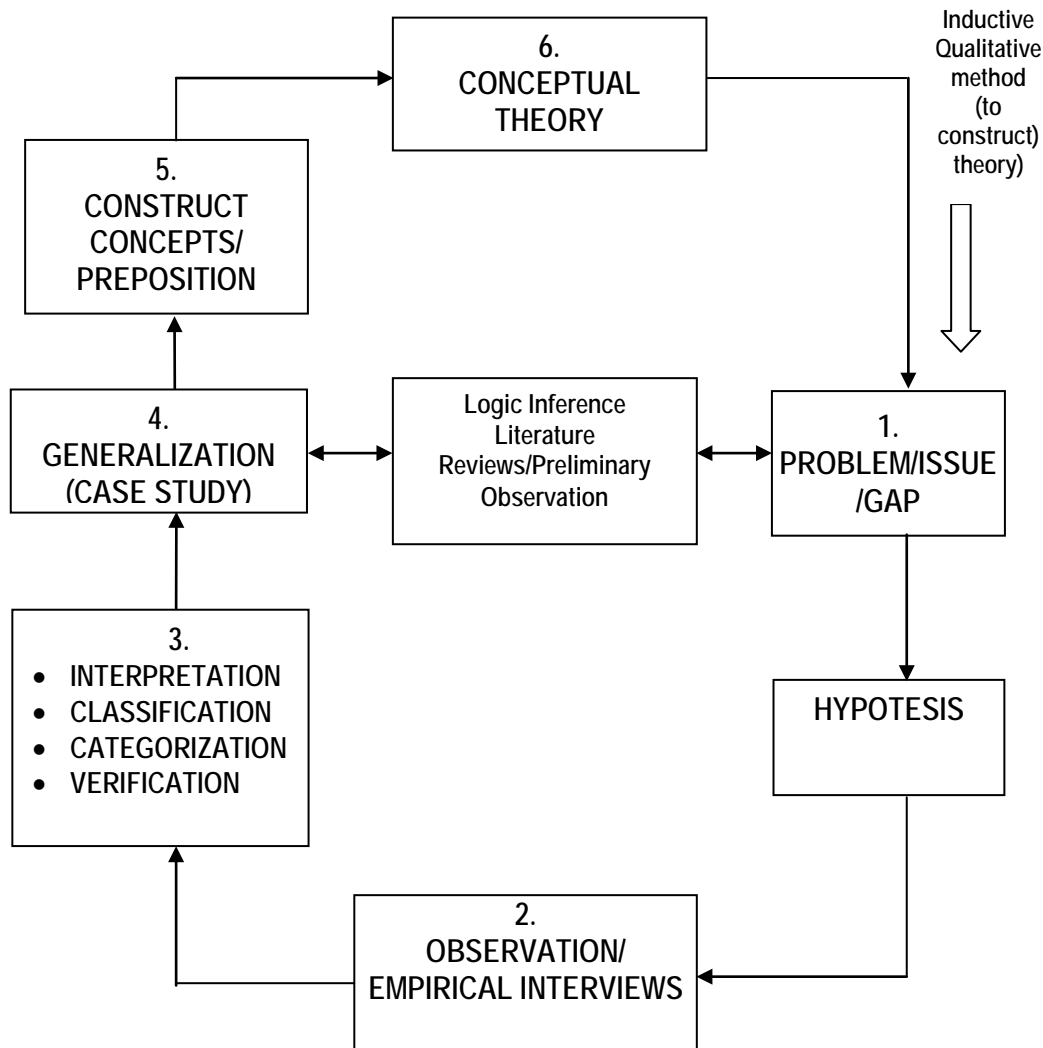 6.
CONCEPTUAL
THEORY
Inductive
Qualitative
method
(to
construct)
theory)
5.
CONSTRUCT
CONCEPTS/
PREPOSITION
4.
GENERALIZATION
(CASE STUDY)
Logic Inference
Literature
Reviews/Preliminary
Observation
1.
PROBLEM/ISSUE
/GAP
3.
• INTERPRETATION
• CLASSIFICATION
• CATEGORIZATION
• VERIFICATION
HYPOTESIS
2.
OBSERVATION/
EMPIRICAL INTERVIEWS